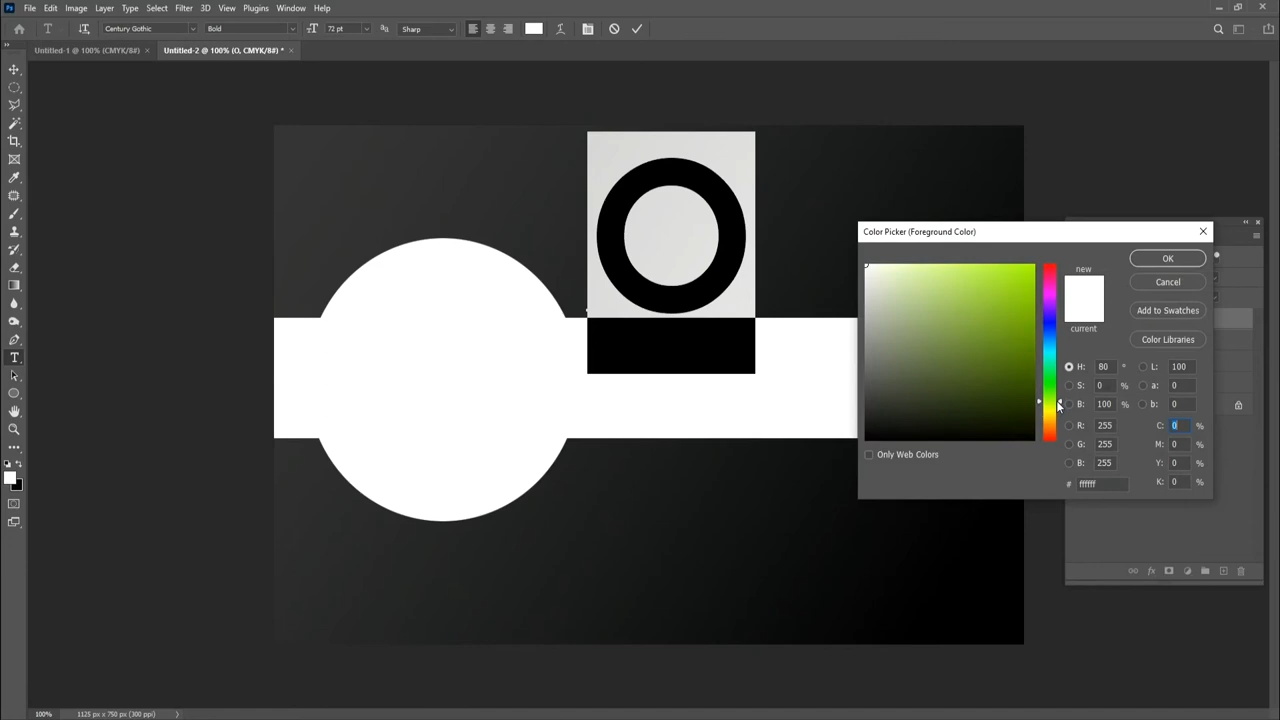 Ps File Edit Image Layer Type Select Filter 3D View Plugins Window Help
T Century Gothic Bold 72 pt aa Sharp
Untitled-1 @ 100% (CMYK/8#) × Untitled-2 @ 100% (O, CMYK/8#) * ×
O
Color Picker (Foreground Color)
new
current
OK
Cancel
Add to Swatches
Color Libraries
H: 80 ° L: 100
S: 0 % a: 0
B: 100 % b: 0
R: 255 C: 0 %
G: 255 M: 0 %
B: 255 Y: 0 %
# ffffff K: 0 %
Only Web Colors
fx
100% 1125 px x 750 px (300 ppi)